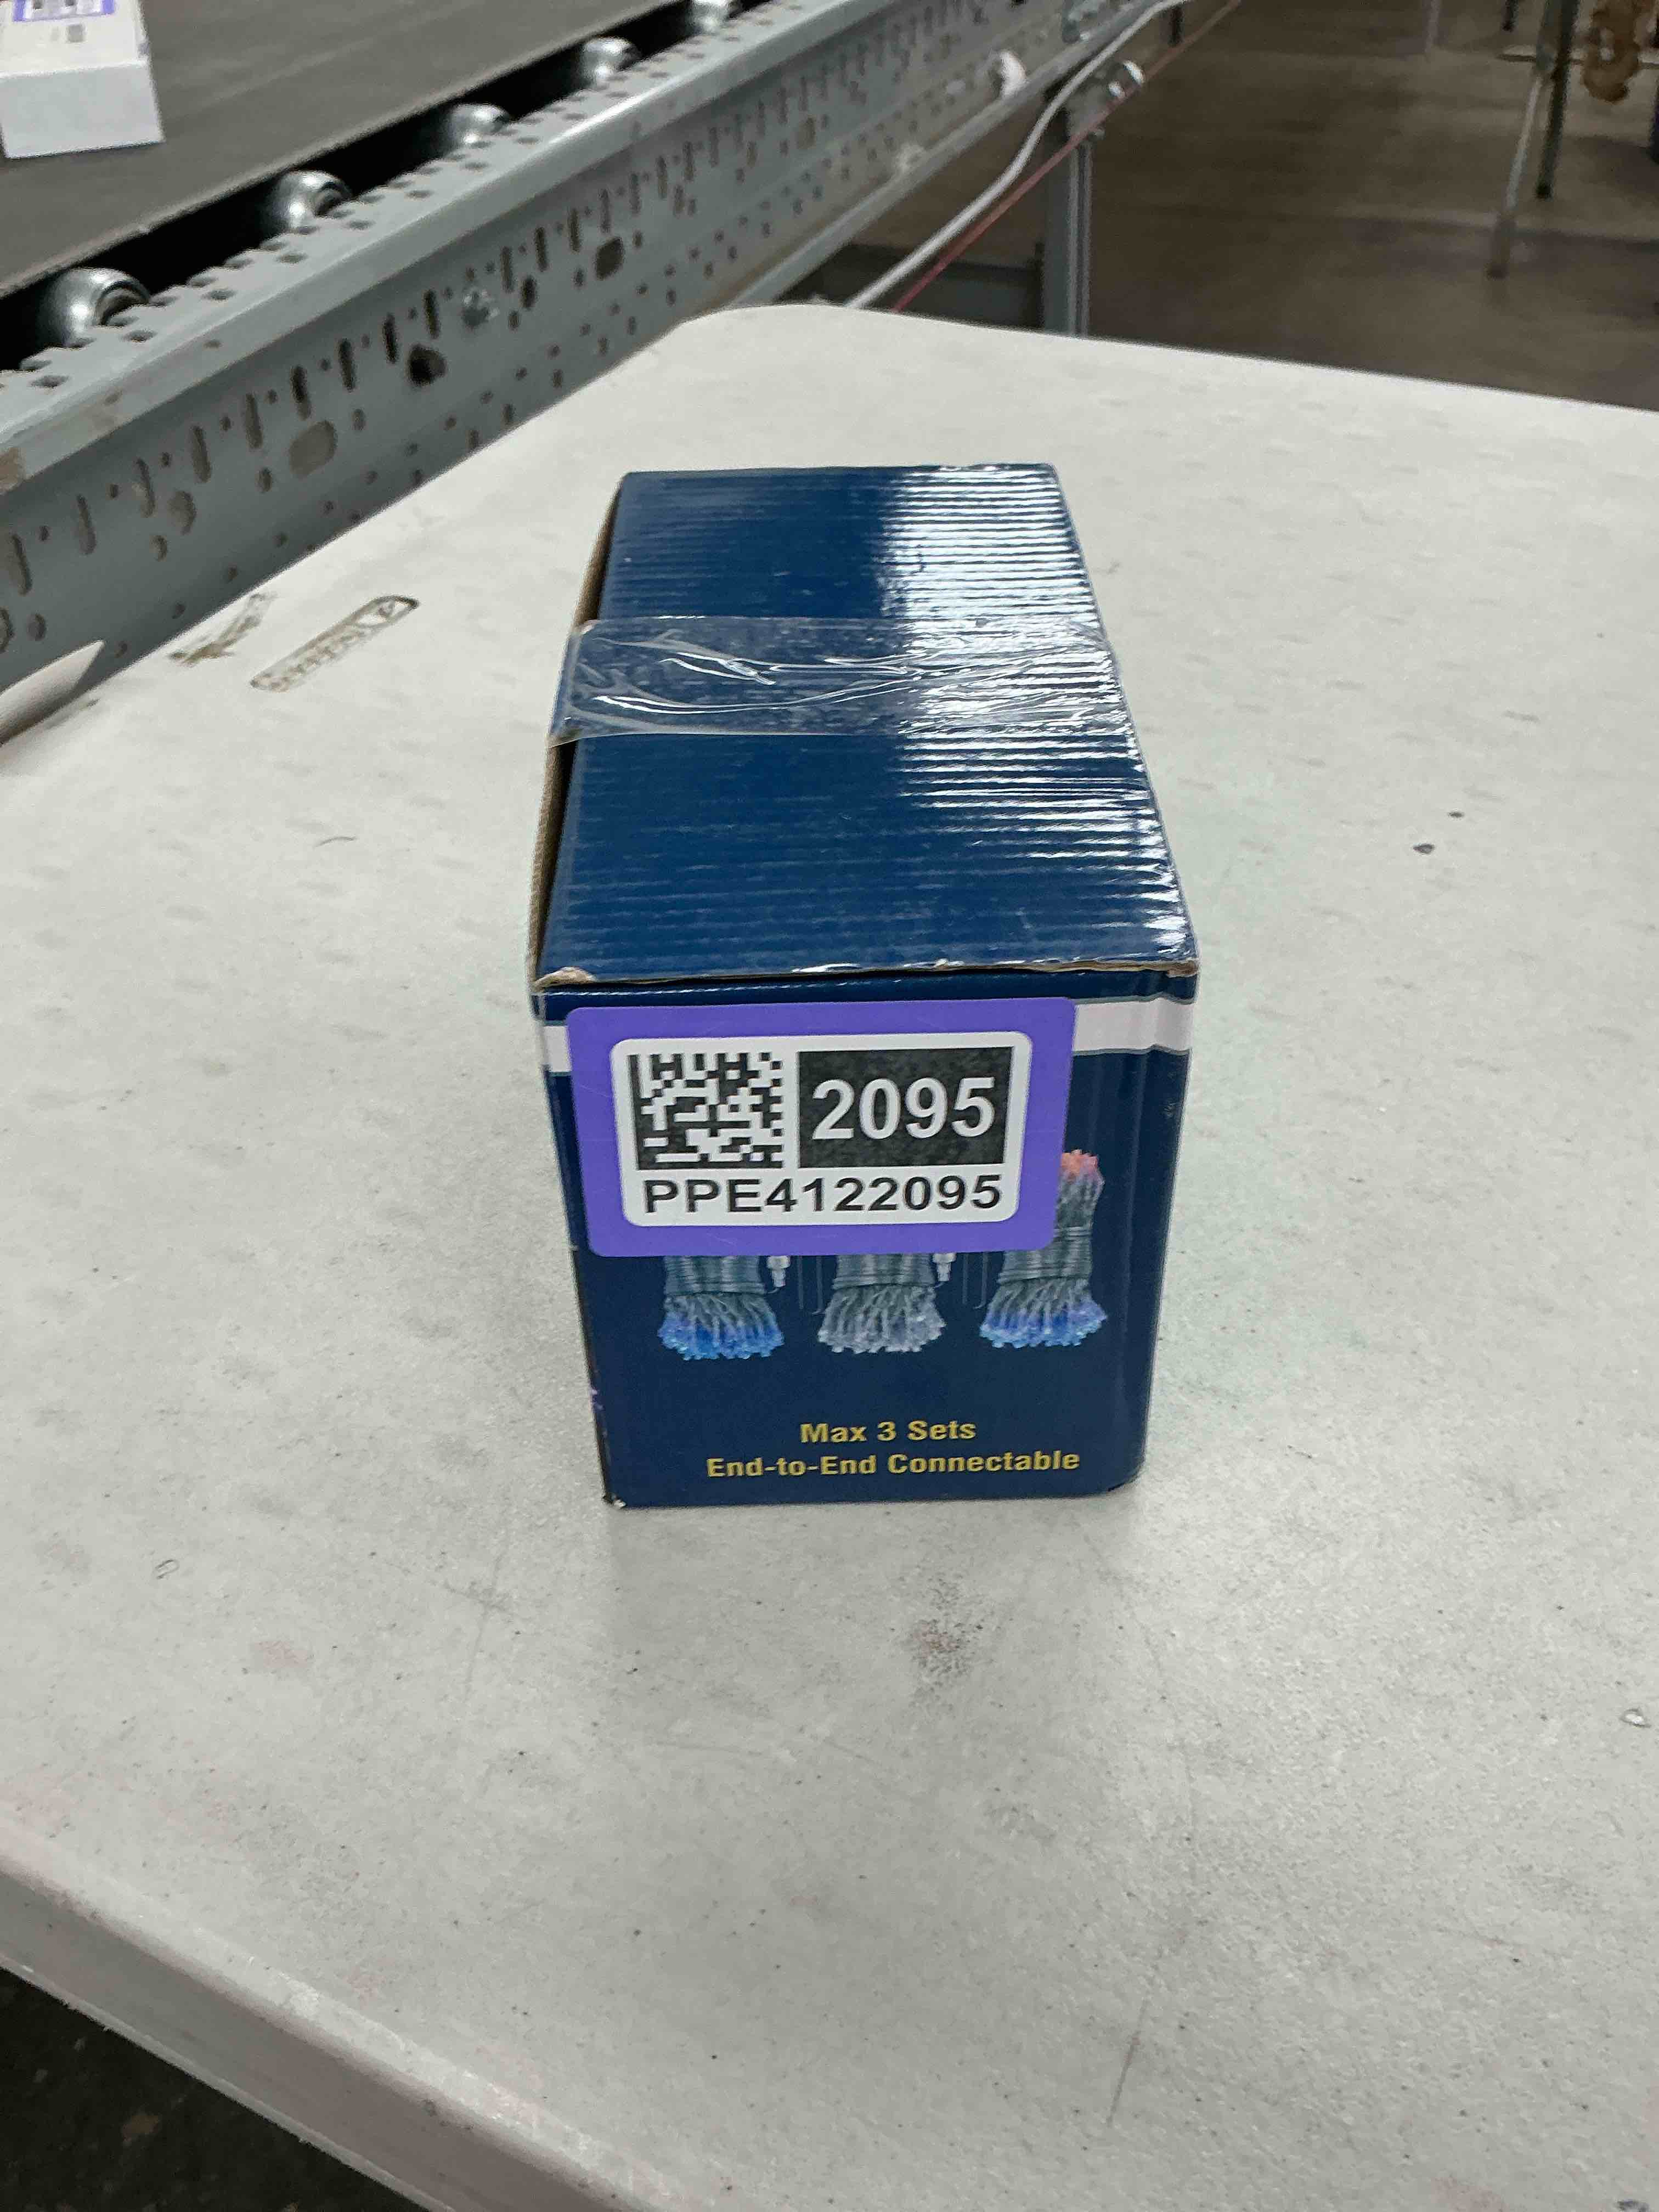 2095
PPE4122095
Max 3 Sets
End-to-End Connectable